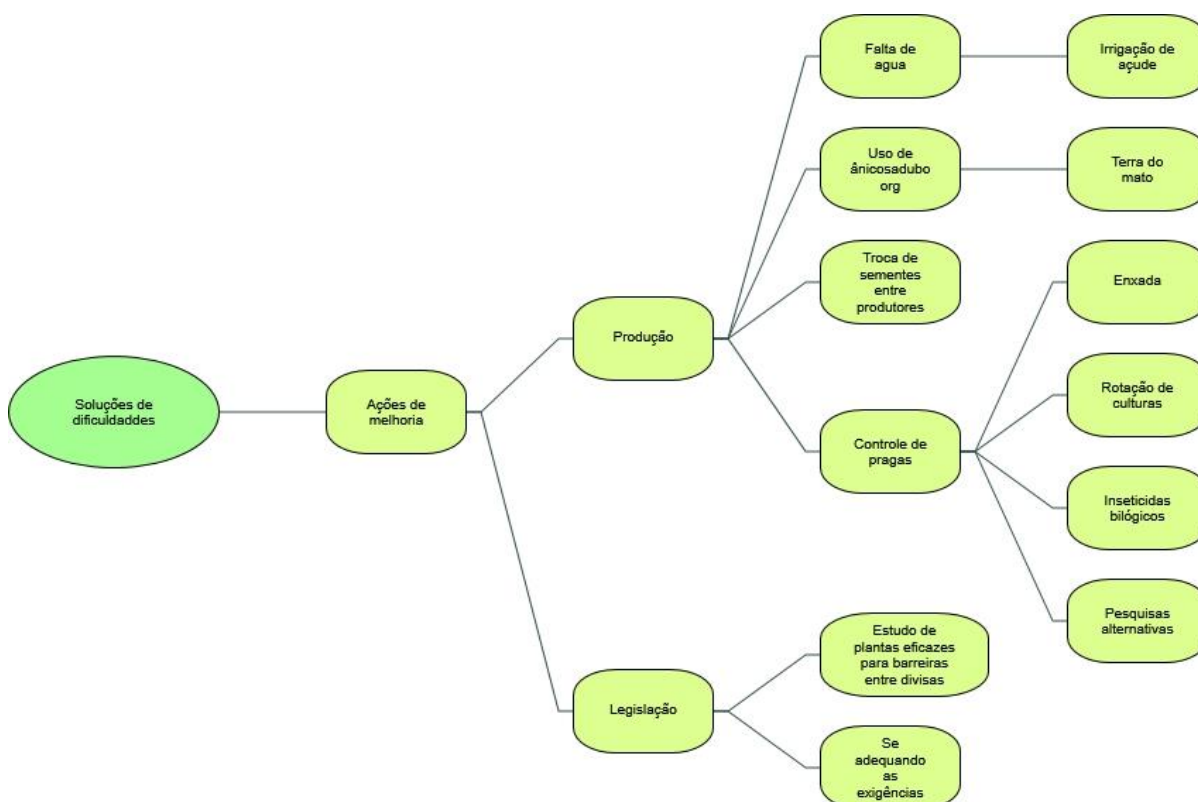 Soluções de
dificuldaddes
Ações de
melhoria
Produção
Falta de
agua
Irrigação de
açude
Uso de
ânicosadubo
org
Terra do
mato
Troca de
sementes
entre
produtores
Controle de
pragas
Enxada
Rotação de
culturas
Inseticidas
bilógicos
Pesquisas
alternativas
Legislação
Estudo de
plantas eficazes
para barreiras
entre divisas
Se
adequando
as
exigências